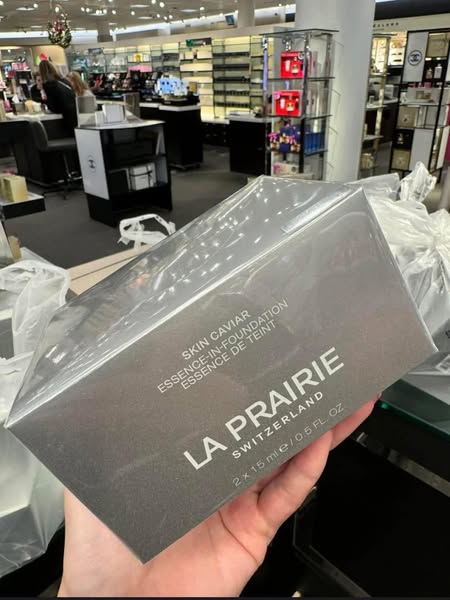 SKIN CAVIAR
ESSENCE-IN-FOUNDATION
ESSENCE DE TEINT
LA PRAIRIE
SWITZERLAND
2 x 15 ml ℮ / 0.5 FL. OZ.